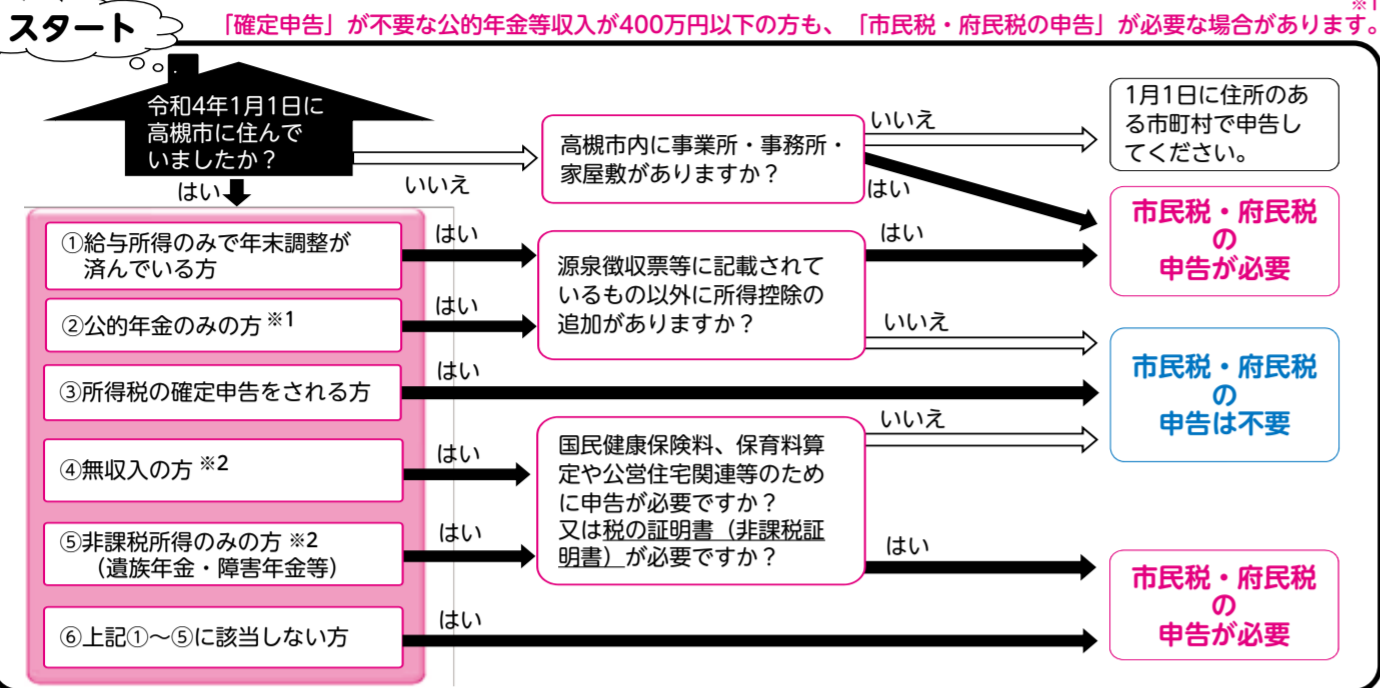 ※1
スタート
「確定申告」が不要な公的年金等収入が400万円以下の方も、「市民税・府民税の申告」が必要な場合があります。
令和4年1月1日に
高槻市に住んで
いましたか？
はい
いいえ
高槻市内に事業所・事務所・
家屋敷がありますか？
いいえ
はい
1月1日に住所のあ
る市町村で申告し
てください。
市民税・府民税
の
申告が必要
①給与所得のみで年末調整が
済んでいる方
はい
②公的年金のみの方 ※1
はい
源泉徴収票等に記載されて
いるもの以外に所得控除の
追加がありますか？
はい
いいえ
③所得税の確定申告をされる方
はい
市民税・府民税
の
申告は不要
④無収入の方 ※2
はい
⑤非課税所得のみの方 ※2
（遺族年金・障害年金等）
はい
国民健康保険料、保育料算
定や公営住宅関連等のため
に申告が必要ですか？
又は税の証明書（非課税証
明書）が必要ですか？
いいえ
はい
⑥上記①～⑤に該当しない方
はい
市民税・府民税
の
申告が必要